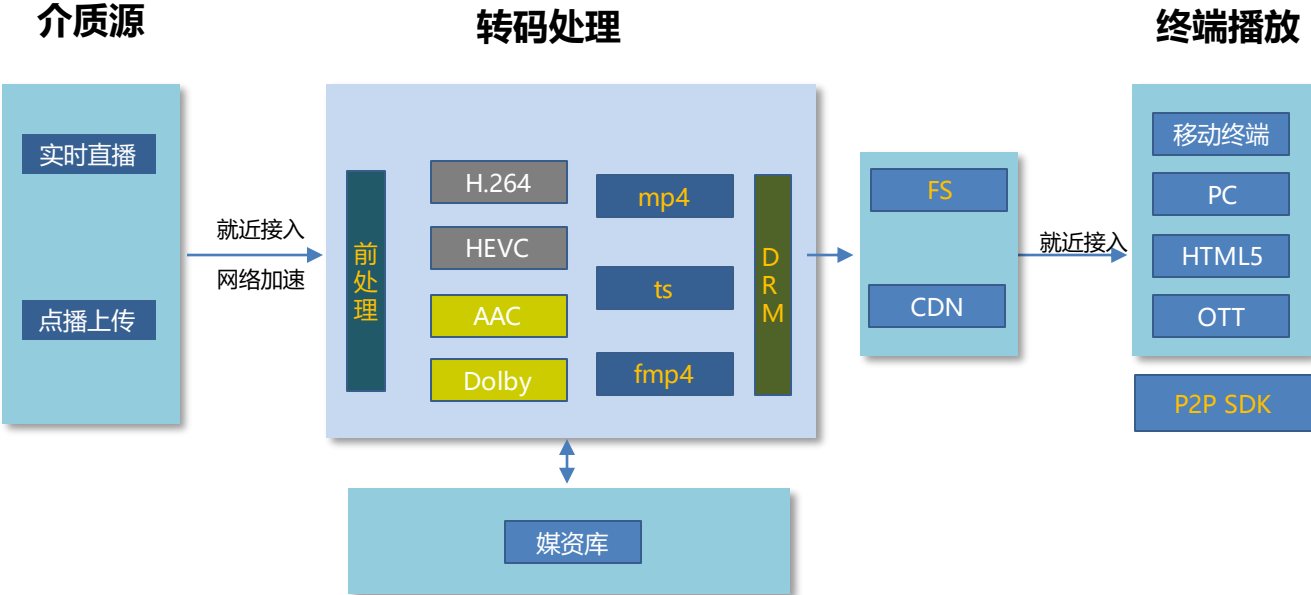 介质源
转码处理
终端播放
实时直播
点播上传
就近接入
网络加速
前处理
H.264
HEVC
AAC
Dolby
mp4
ts
fmp4
DRM
FS
CDN
就近接入
移动终端
PC
HTML5
OTT
P2P SDK
媒资库